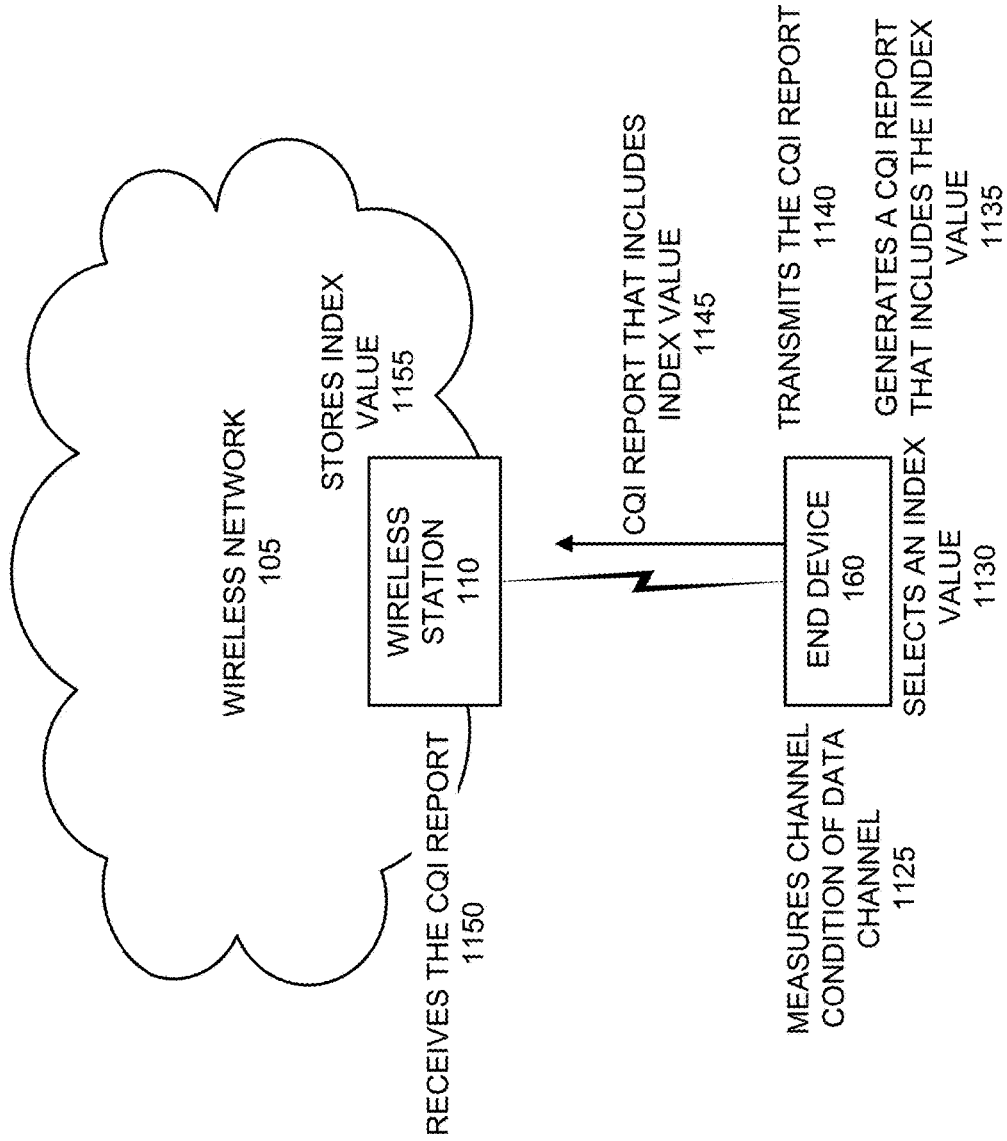 WIRELESS NETWORK
105
STORES INDEX
VALUE
1155
RECEIVES THE CQI REPORT
1150
WIRELESS
STATION
110
CQI REPORT THAT INCLUDES
INDEX VALUE
1145
MEASURES CHANNEL
CONDITION OF DATA
CHANNEL
1125
END DEVICE
160
TRANSMITS THE CQI REPORT
1140
SELECTS AN INDEX
VALUE
1130
GENERATES A CQI REPORT
THAT INCLUDES THE INDEX
VALUE
1135